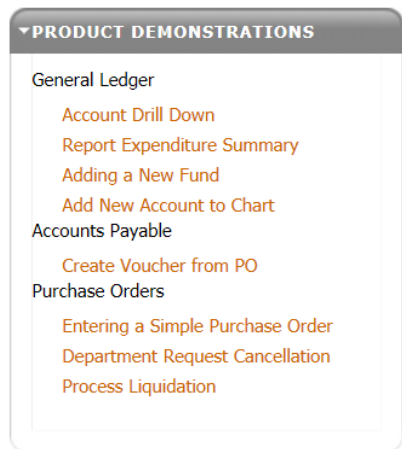 PRODUCT DEMONSTRATIONS
General Ledger
Account Drill Down
Report Expenditure Summary
Adding a New Fund
Add New Account to Chart
Accounts Payable
Create Voucher from PO
Purchase Orders
Entering a Simple Purchase Order
Department Request Cancellation
Process Liquidation